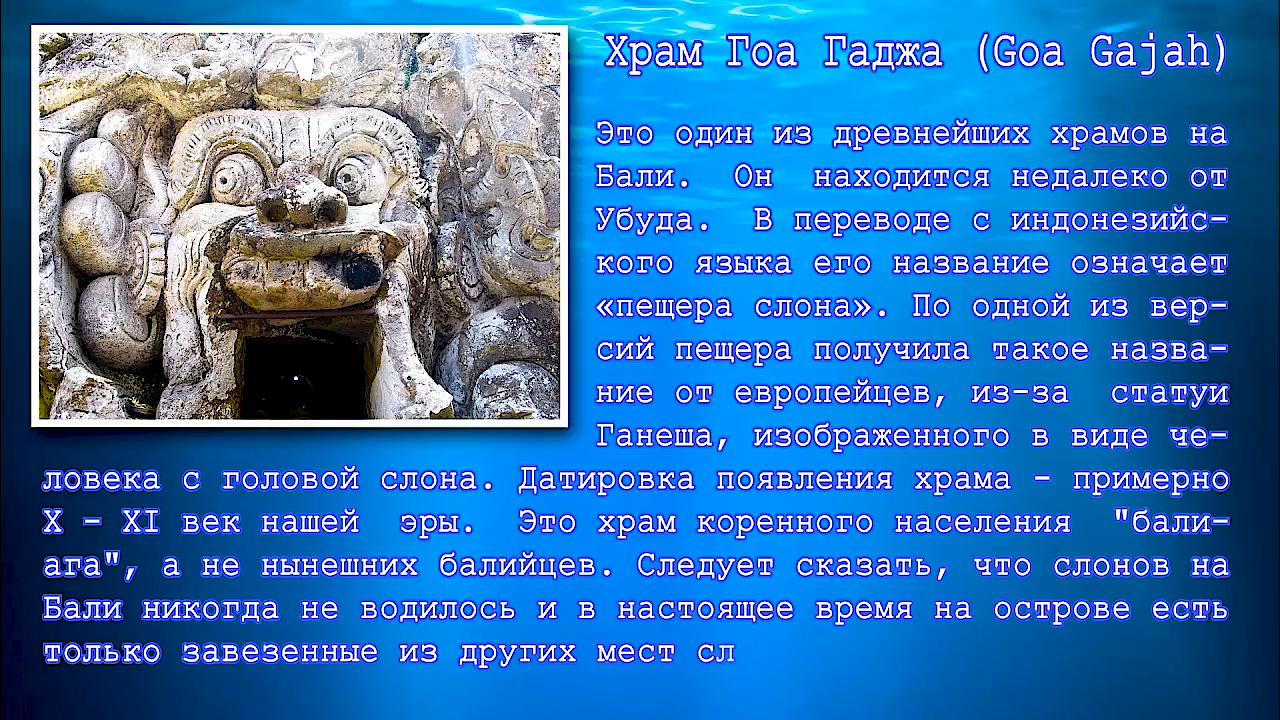 Храм Гоа Гаджа (Goa Gajah)
Это один из древнейших храмов на
Бали. Он находится недалеко от
Убуда. В переводе с индонезийс-
кого языка его название означает
«пещера слона». По одной из вер-
сий пещера получила такое назва-
ние от европейцев, из-за статуи
Ганеша, изображенного в виде че-
ловека с головой слона. Датировка появления храма - примерно
X - XI век нашей эры. Это храм коренного населения "бали-
ага", а не нынешних балийцев. Следует сказать, что слонов на
Бали никогда не водилось и в настоящее время на острове есть
только завезенные из других мест сл